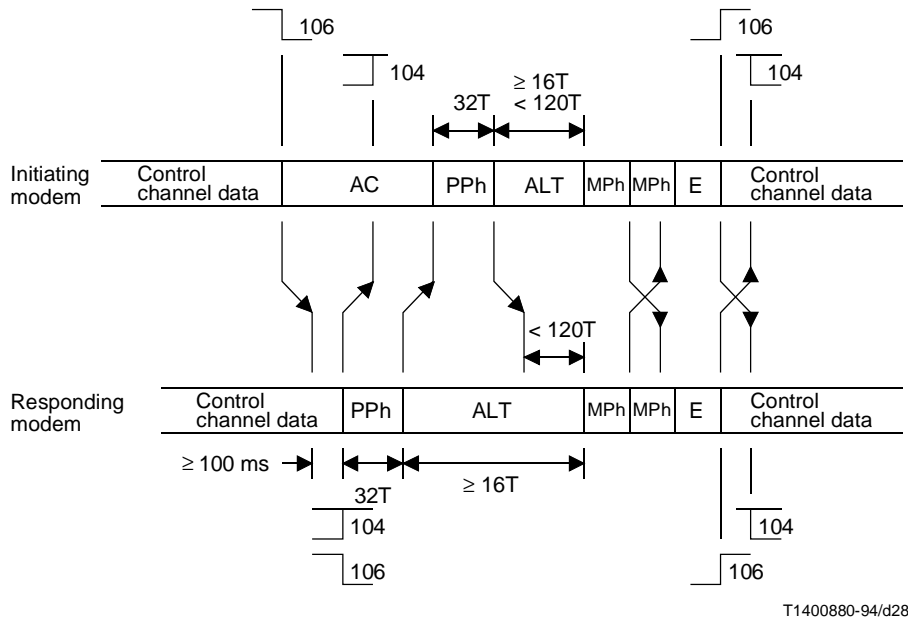 106
106
104
104
≥ 16T
32T
< 120T
Initiating
modem
Control
channel data
AC
PPh
ALT
MPh
MPh
E
Control
channel data
< 120T
Responding
modem
Control
channel data
PPh
ALT
MPh
MPh
E
Control
channel data
≥ 100 ms
32T
≥ 16T
104
104
106
106
T1400880-94/d28